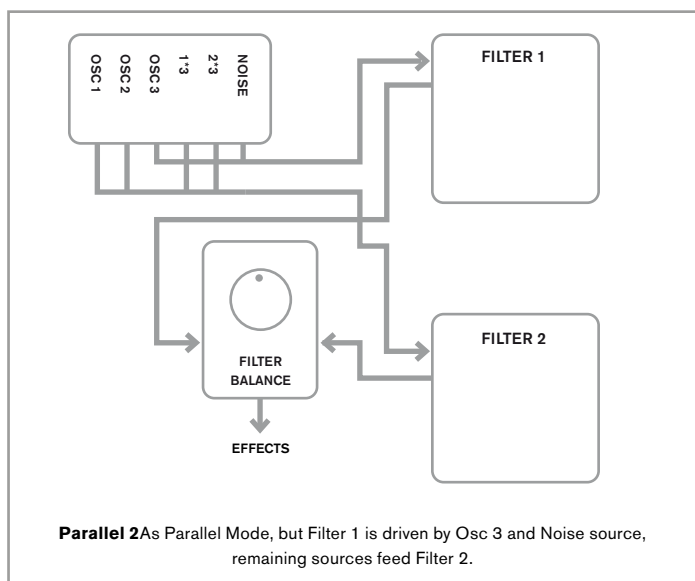 OSC 1
OSC 2
OSC 3
1*3
2*3
NOISE
FILTER 1
FILTER
BALANCE
FILTER 2
EFFECTS
Parallel 2As Parallel Mode, but Filter 1 is driven by Osc 3 and Noise source,
remaining sources feed Filter 2.